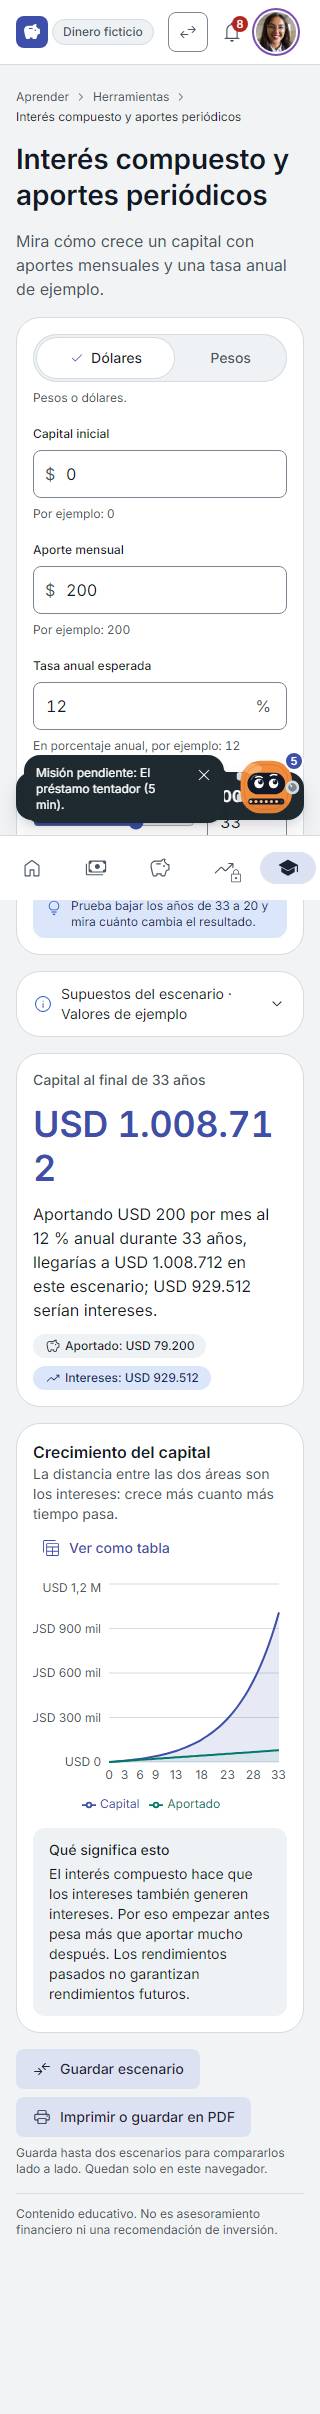 Dinero ficticio
8
Aprender > Herramientas >
Interés compuesto y aportes periódicos
Interés compuesto y
aportes periódicos
Mira cómo crece un capital con
aportes mensuales y una tasa anual
de ejemplo.
Dólares Pesos
Pesos o dólares.
Capital inicial
$ 0
Por ejemplo: 0
Aporte mensual
$ 200
Por ejemplo: 200
Tasa anual esperada
12 %
En porcentaje anual, por ejemplo: 12
Misión pendiente: El
préstamo tentador (5
min).
5
33
Prueba bajar los años de 33 a 20 y
mira cuánto cambia el resultado.
Supuestos del escenario ·
Valores de ejemplo
Capital al final de 33 años
USD 1.008.71
2
Aportando USD 200 por mes al
12 % anual durante 33 años,
llegarías a USD 1.008.712 en
este escenario; USD 929.512
serían intereses.
Aportado: USD 79.200
Intereses: USD 929.512
Crecimiento del capital
La distancia entre las dos áreas son
los intereses: crece más cuanto más
tiempo pasa.
Ver como tabla
USD 1,2 M
USD 900 mil
USD 600 mil
USD 300 mil
USD 0
0 3 6 9 13 18 23 28 33
Capital Aportado
Qué significa esto
El interés compuesto hace que
los intereses también generen
intereses. Por eso empezar antes
pesa más que aportar mucho
después. Los rendimientos
pasados no garantizan
rendimientos futuros.
Guardar escenario
Imprimir o guardar en PDF
Guarda hasta dos escenarios para compararlos
lado a lado. Quedan solo en este navegador.
Contenido educativo. No es asesoramiento
financiero ni una recomendación de inversión.